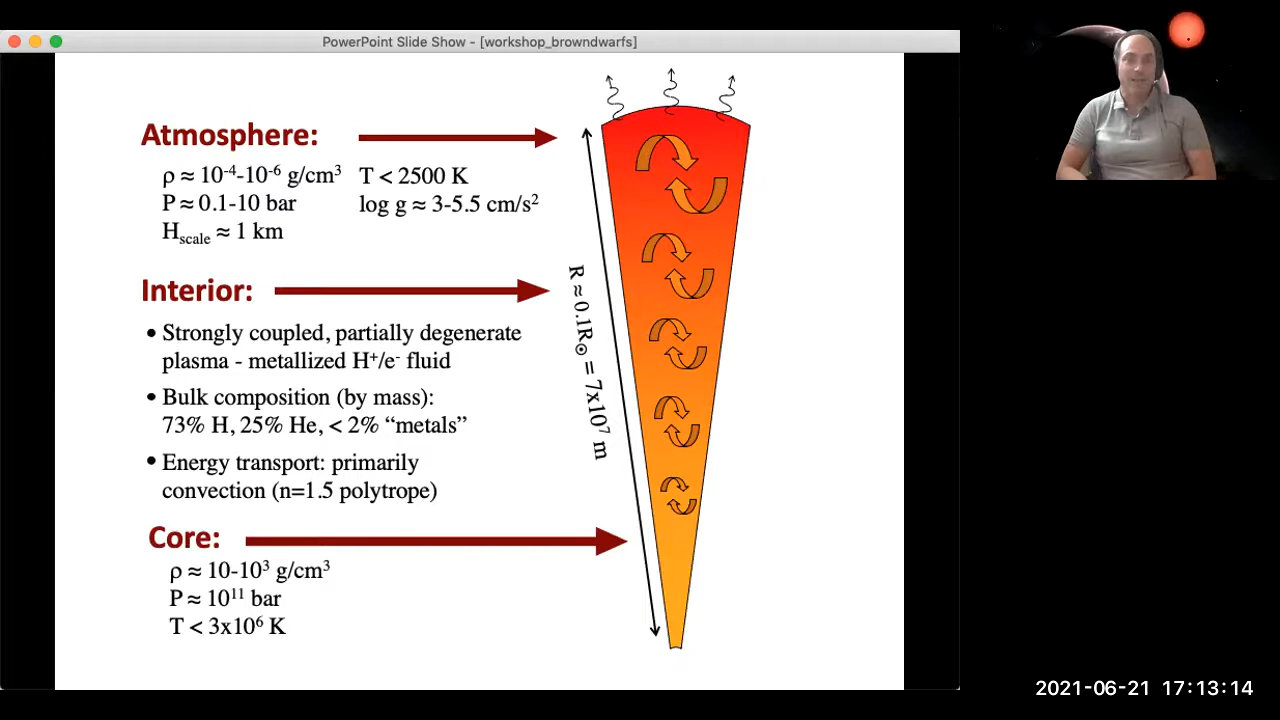 PowerPoint Slide Show - [workshop_browndwarfs]
Atmosphere:
ρ ≈ 10⁻⁴-10⁻⁶ g/cm³ T < 2500 K
P ≈ 0.1-10 bar log g ≈ 3-5.5 cm/s²
Hscale ≈ 1 km
Interior:
• Strongly coupled, partially degenerate
plasma - metallized H⁺/e⁻ fluid
• Bulk composition (by mass):
73% H, 25% He, < 2% “metals”
• Energy transport: primarily
convection (n=1.5 polytrope)
R ≈ 0.1R☉ = 7x10⁷ m
Core:
ρ ≈ 10-10³ g/cm³
P ≈ 10¹¹ bar
T < 3x10⁶ K
2021-06-21 17:13:14